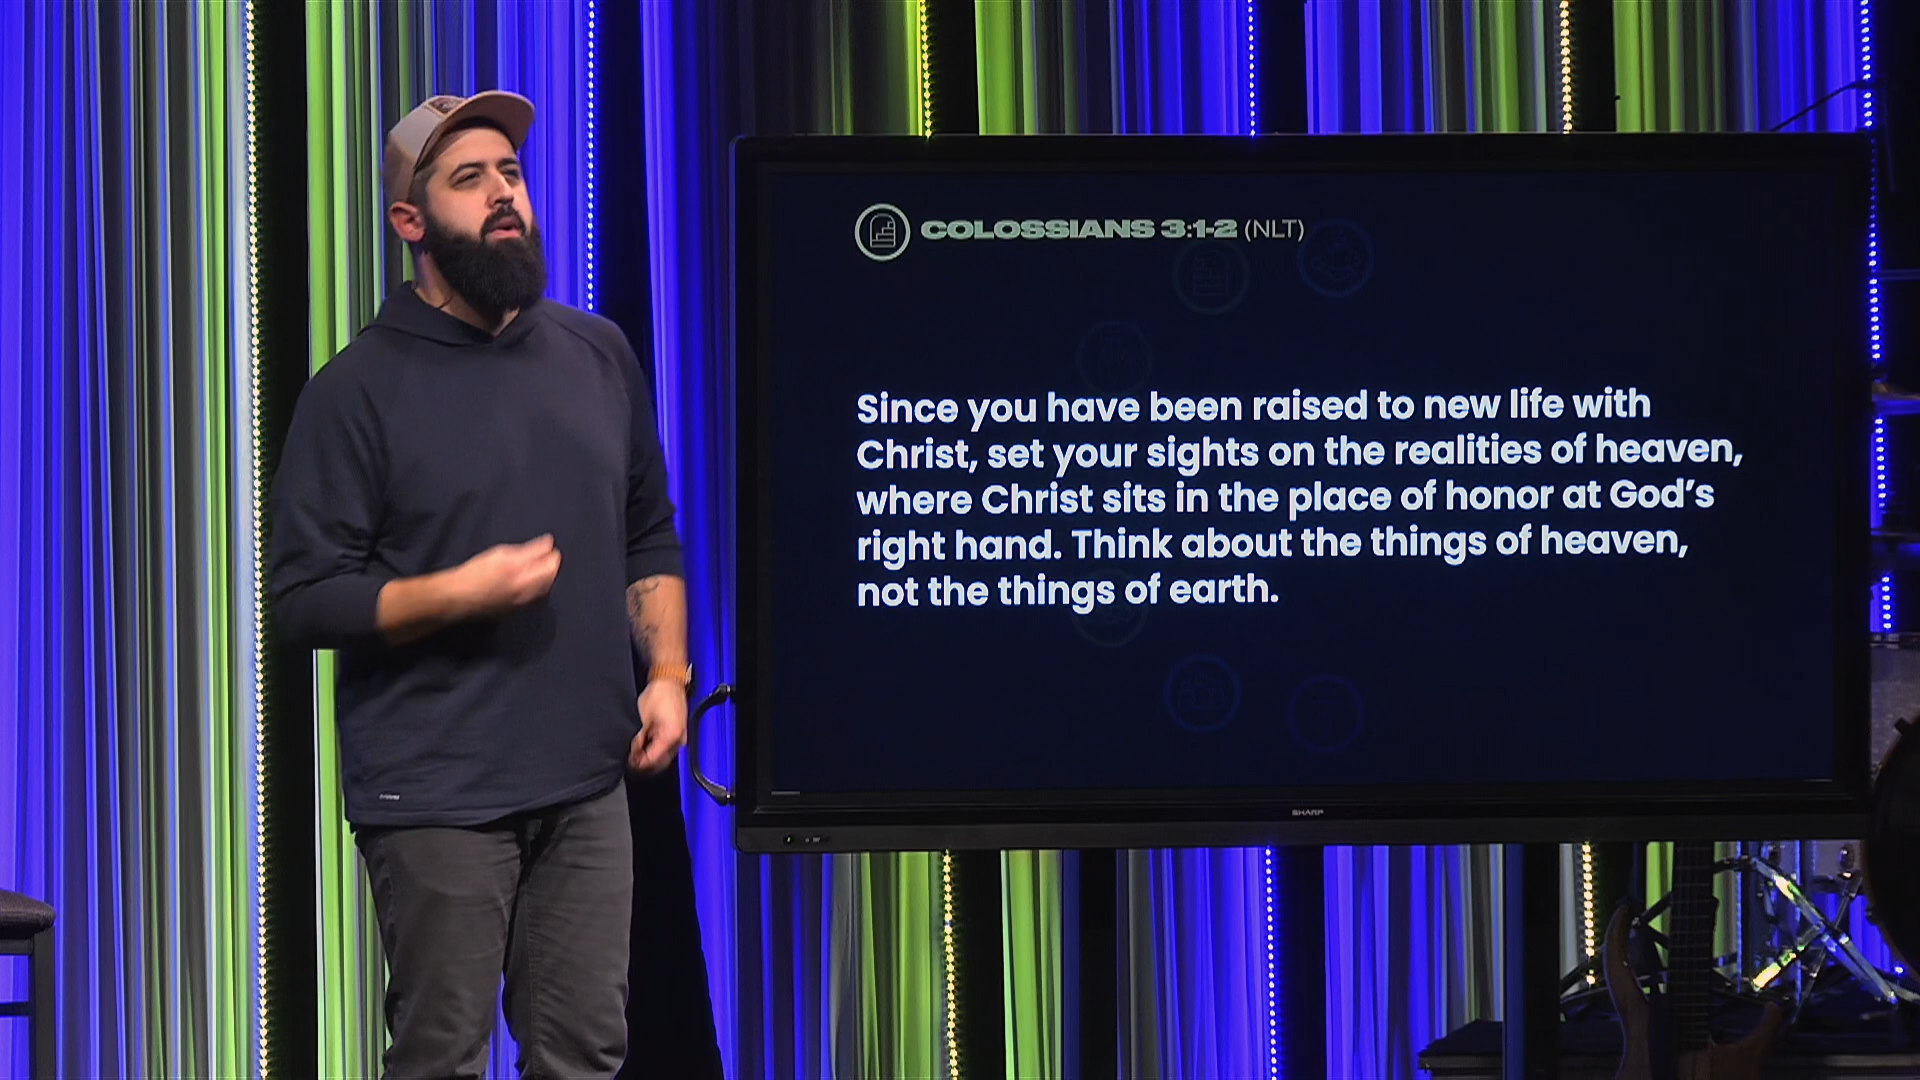 COLOSSIANS 3:1-2 (NLT)
Since you have been raised to new life with
Christ, set your sights on the realities of heaven,
where Christ sits in the place of honor at God’s
right hand. Think about the things of heaven,
not the things of earth.
SHARP